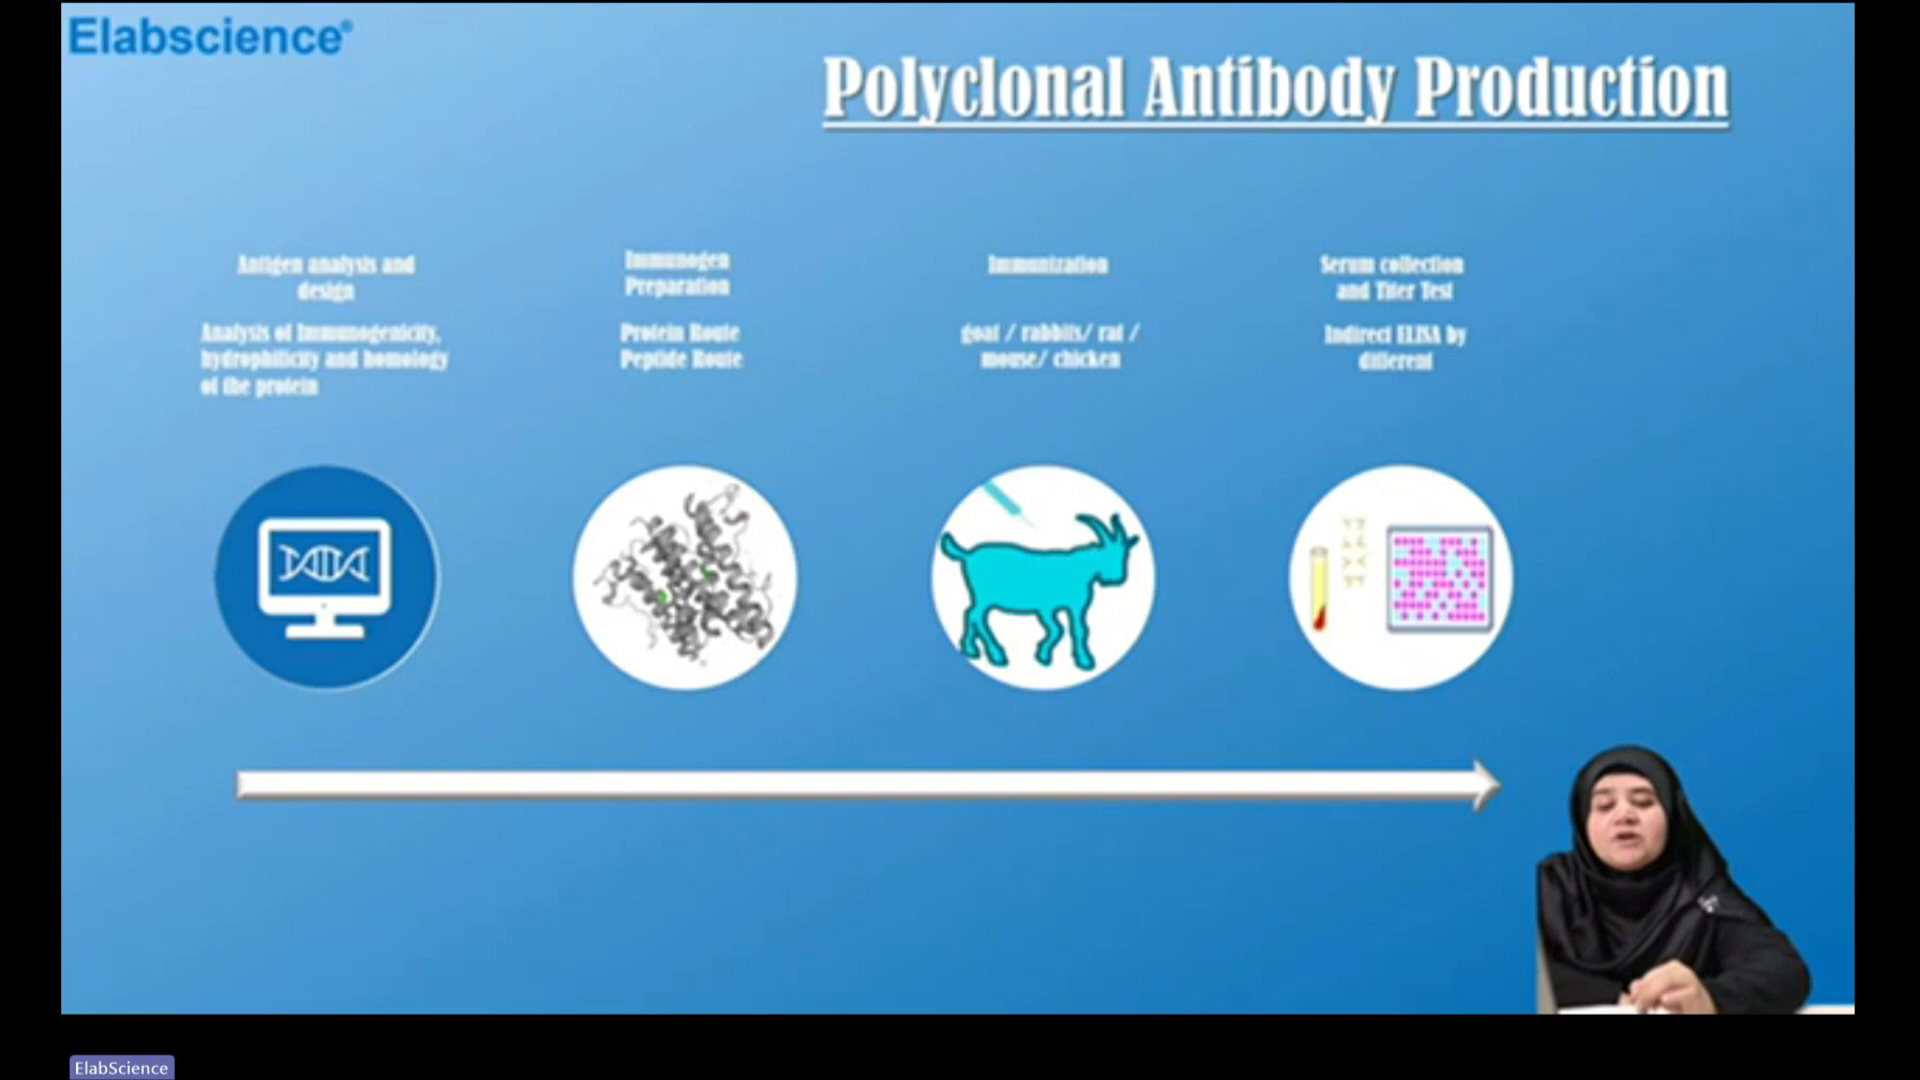 Elabscience®
Polyclonal Antibody Production
Antigen analysis and
design
Analysis of Immunogenicity,
hydrophilicity and homology
of the protein
Immunogen
Preparation
Protein Route
Peptide Route
Immunization
goat / rabbits/ rat /
mouse/ chicken
Serum collection
and Titer Test
Indirect ELISA by
different
ElabScience